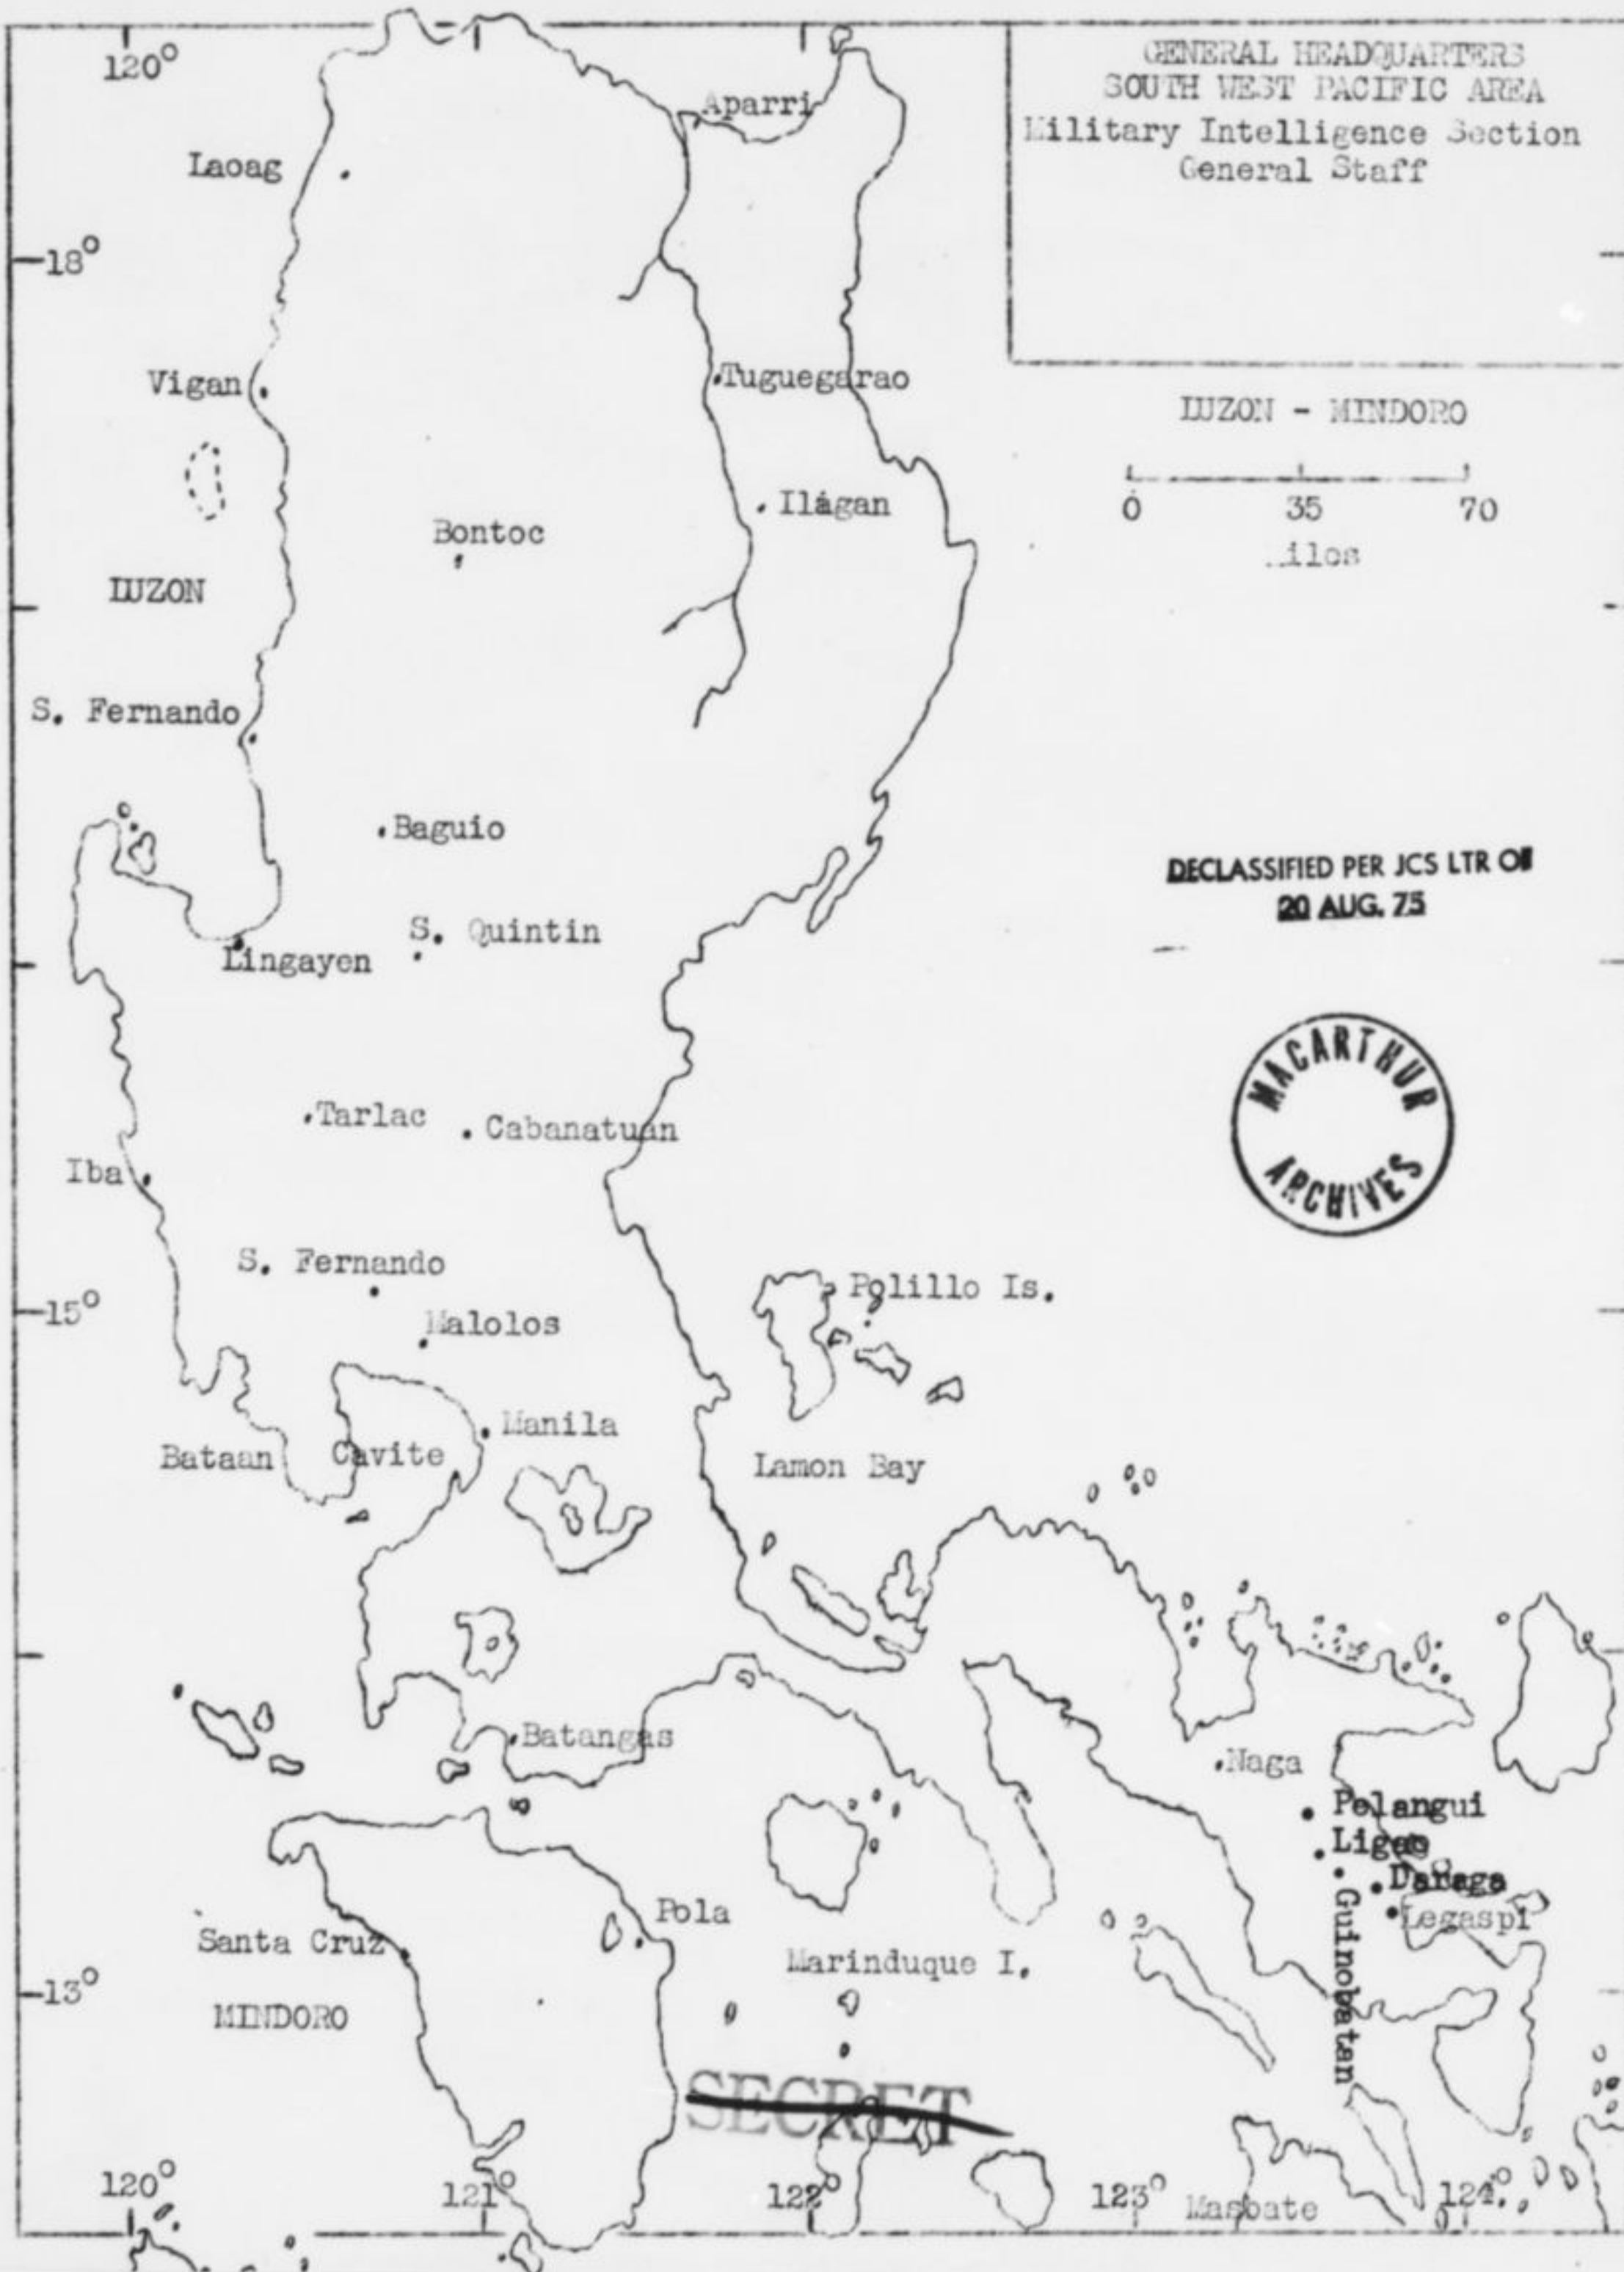 120°
GENERAL HEADQUARTERS
SOUTH WEST PACIFIC AREA
Military Intelligence Section
General Staff
Aparri
Laoag
18°
Vigan
Tuguegarao
LUZON - MINDORO
0 35 70
Ilagan
Bontoc
LUZON
S. Fernando
Baguio
DECLASSIFIED PER JCS LTR OF
20 AUG. 75
S. Quintin
Lingayen
MACARTHUR
ARCHIVES
Tarlac
Cabanatuan
Iba
S. Fernando
Polillo Is.
15°
Malolos
Manila
Bataan
Cavite
Lamon Bay
Batangas
Naga
Polangui
Ligao
Daraga
Guinobatan
Legaspi
Pola
Santa Cruz
Marinduque I.
13°
MINDORO
SECRET
120°
121°
122°
123°
Masbate
124°